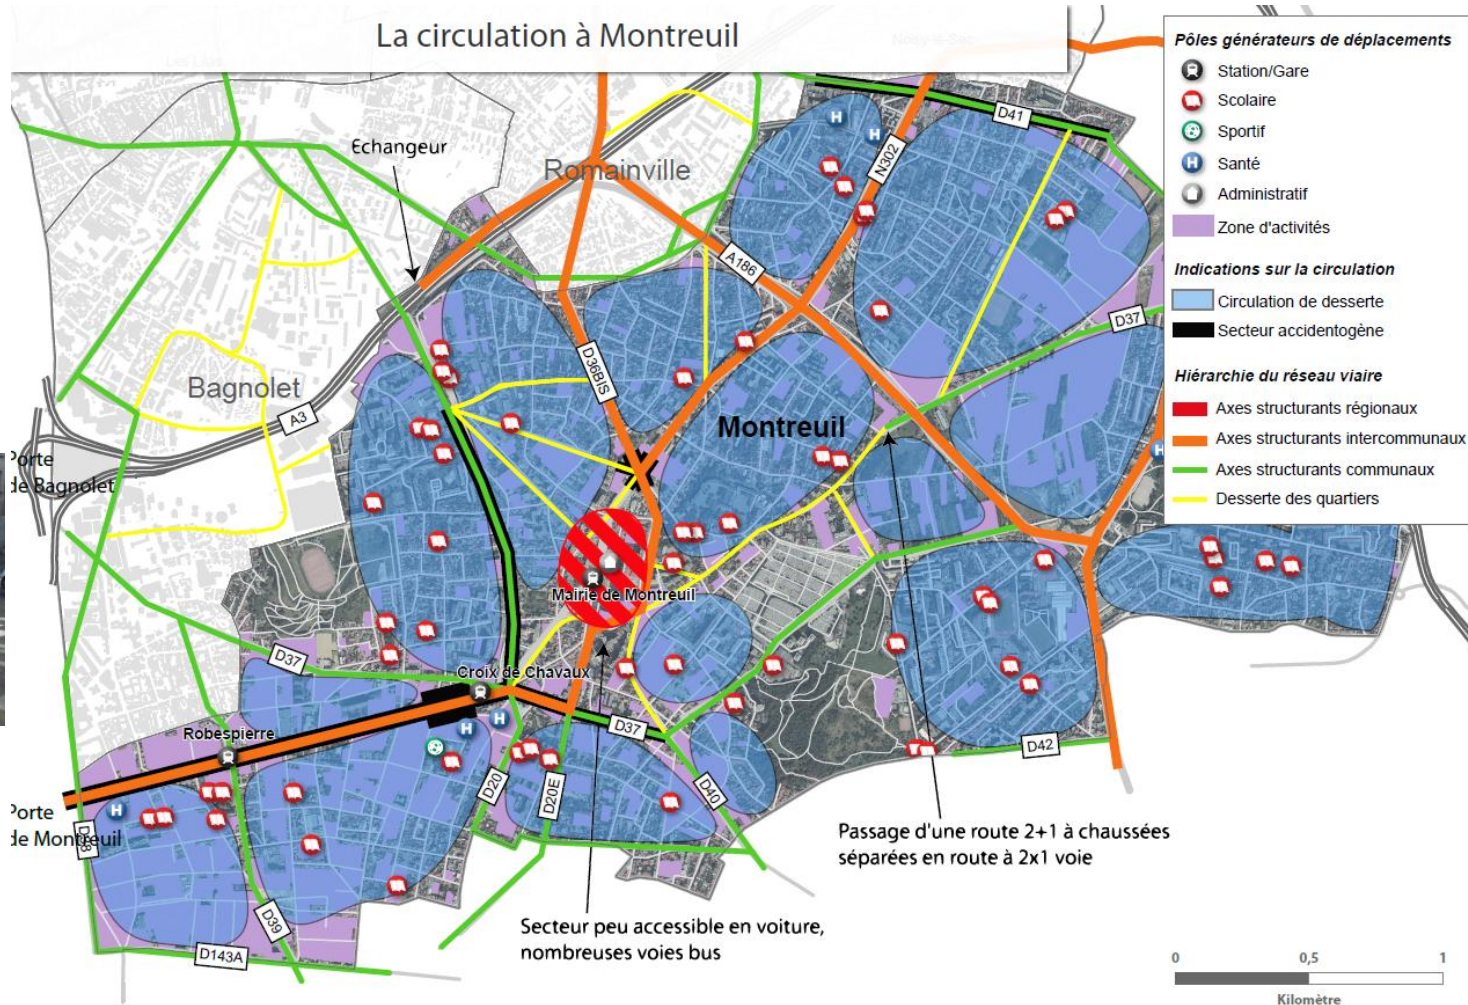 La circulation à Montreuil
Les Lilas
Noisy-le-Sec
Echangeur
Romainville
Bagnolet
A3
Porte
de Bagnolet
D41
N302
A186
D37
D36BIS
Montreuil
Mairie de Montreuil
D37
Croix de Chavaux
Robespierre
D37
D20
D20E
D40
D42
Porte
de Montreuil
D39
D143A
Passage d'une route 2+1 à chaussées
séparées en route à 2x1 voie
Secteur peu accessible en voiture,
nombreuses voies bus
Pôles générateurs de déplacements
Station/Gare
Scolaire
Sportif
H Santé
Administratif
Zone d'activités
Indications sur la circulation
Circulation de desserte
Secteur accidentogène
Hiérarchie du réseau viaire
Axes structurants régionaux
Axes structurants intercommunaux
Axes structurants communaux
Desserte des quartiers
0 0,5 1
Kilomètre